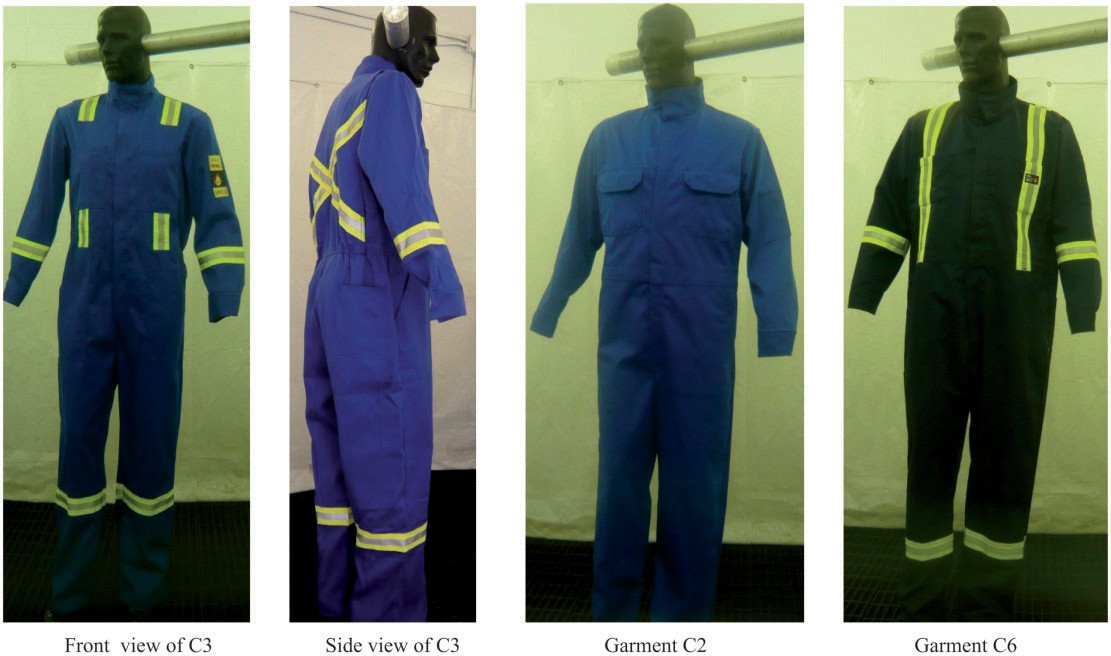 Front view of C3
Side view of C3
Garment C2
Garment C6